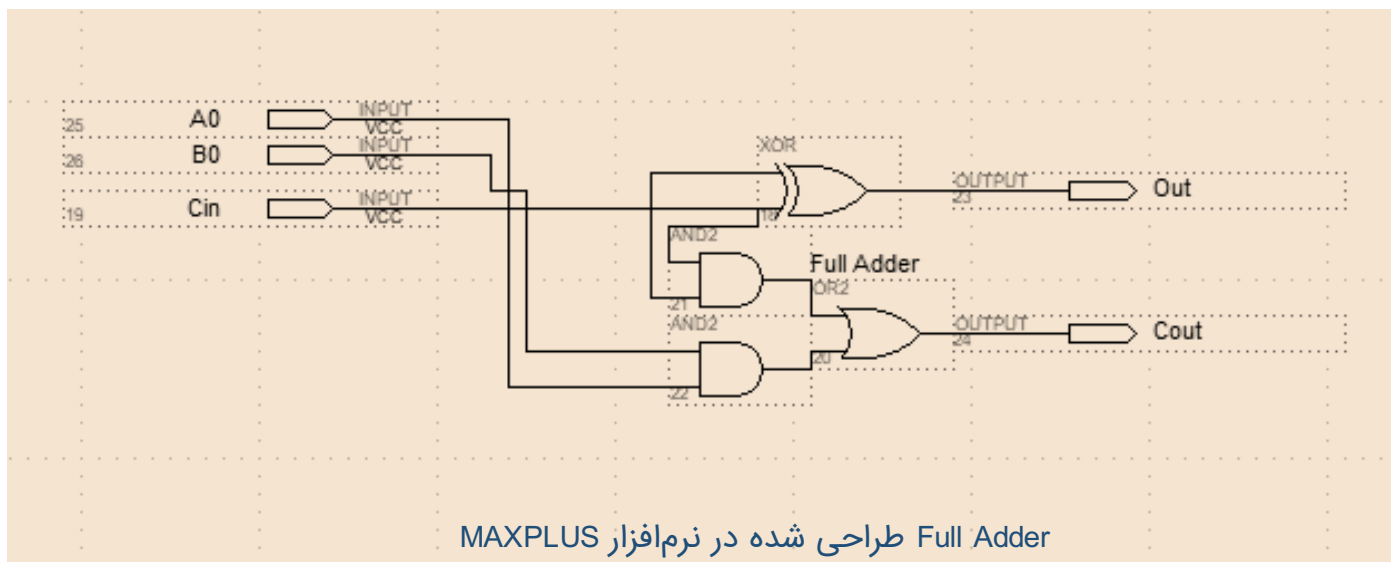 XOR
INPUT
25 A0 VCC
INPUT
26 B0 VCC
OUTPUT
23 Out
INPUT
19 Cin VCC
18
AND2
Full Adder
OR2
21
AND2
OUTPUT
24 Cout
20
22
Full Adder طراحی شده در نرم‌افزار MAXPLUS